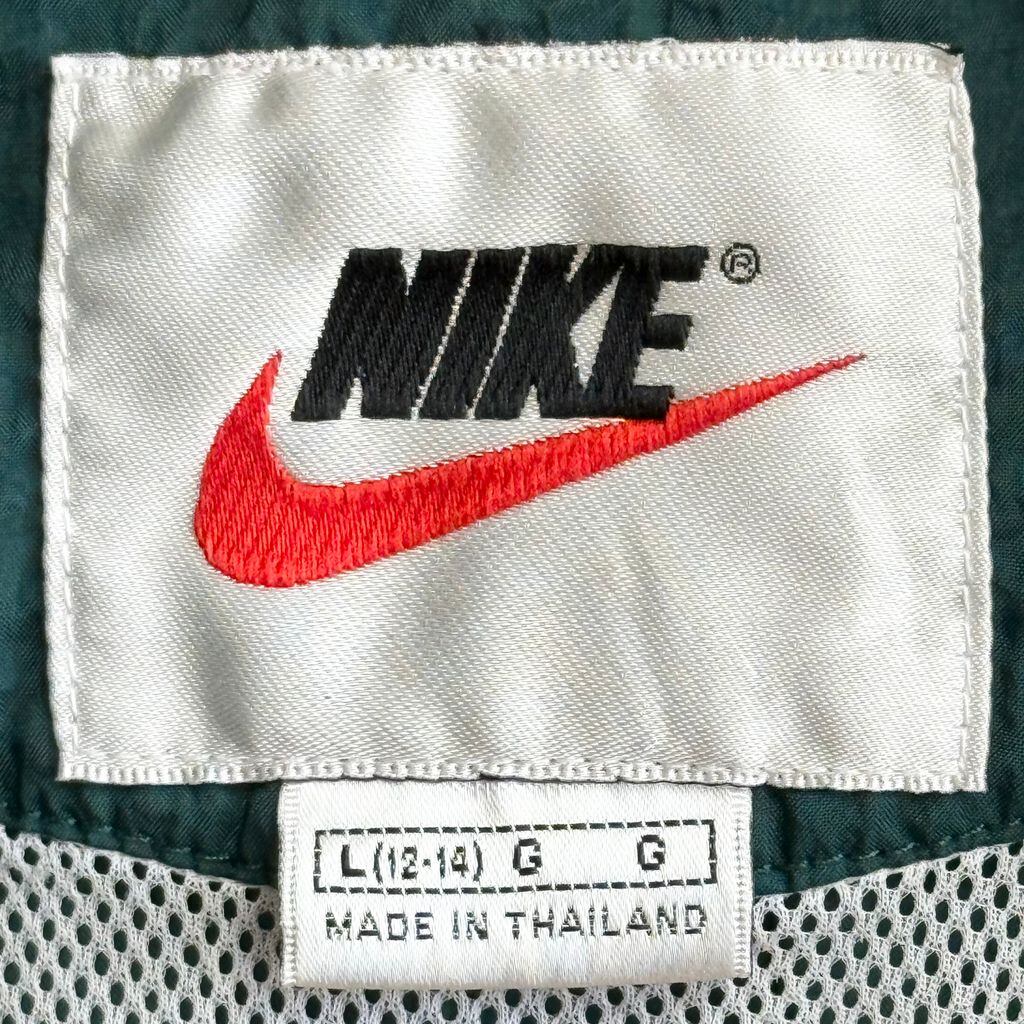 NIKE®
L(12-14) G G
MADE IN THAILAND